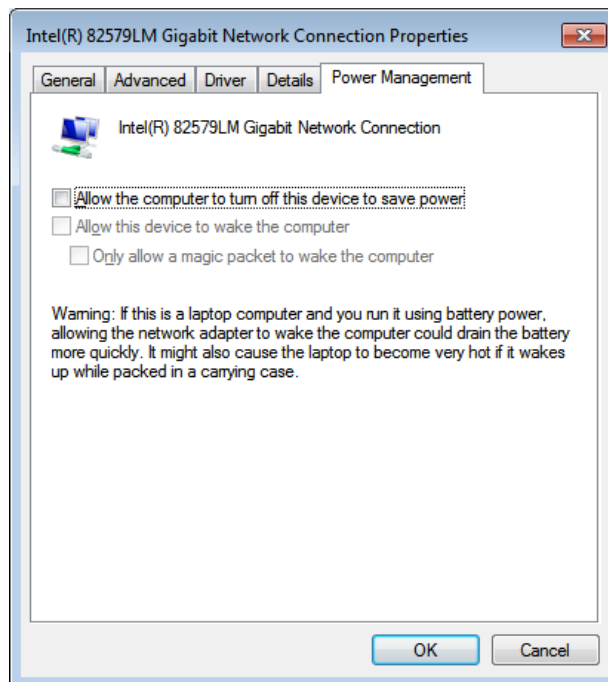 Intel(R) 82579LM Gigabit Network Connection Properties
General Advanced Driver Details Power Management
Intel(R) 82579LM Gigabit Network Connection
Allow the computer to turn off this device to save power
Allow this device to wake the computer
Only allow a magic packet to wake the computer
Warning: If this is a laptop computer and you run it using battery power,
allowing the network adapter to wake the computer could drain the battery
more quickly. It might also cause the laptop to become very hot if it wakes
up while packed in a carrying case.
OK Cancel